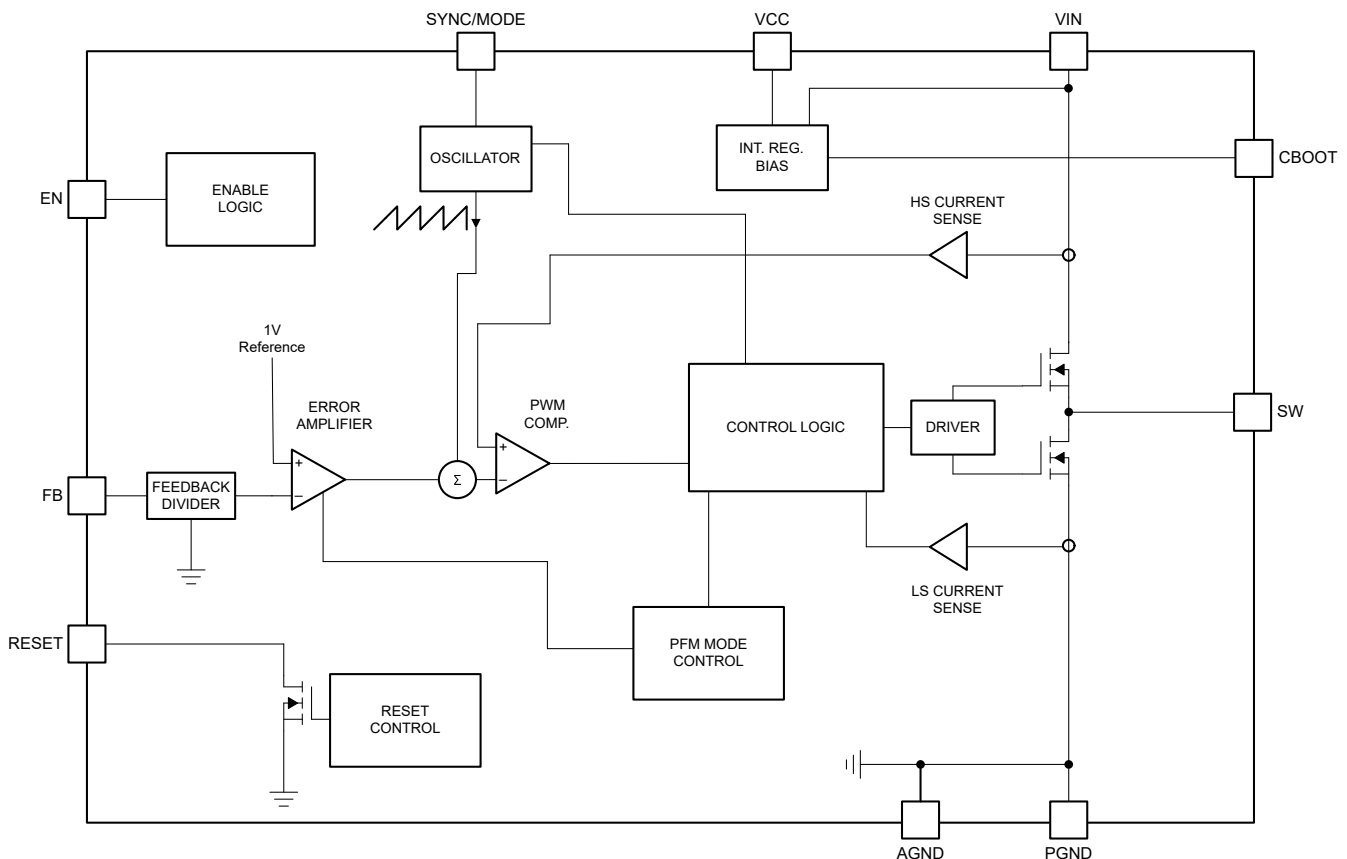 SYNC/MODE
VCC
VIN
OSCILLATOR
INT. REG.
BIAS
CBOOT
ENABLE
LOGIC
EN
HS CURRENT
SENSE
1V
Reference
ERROR
AMPLIFIER
PWM
COMP.
CONTROL LOGIC
DRIVER
SW
+
−
Σ
+
−
FB
FEEDBACK
DIVIDER
LS CURRENT
SENSE
RESET
PFM MODE
CONTROL
RESET
CONTROL
AGND
PGND